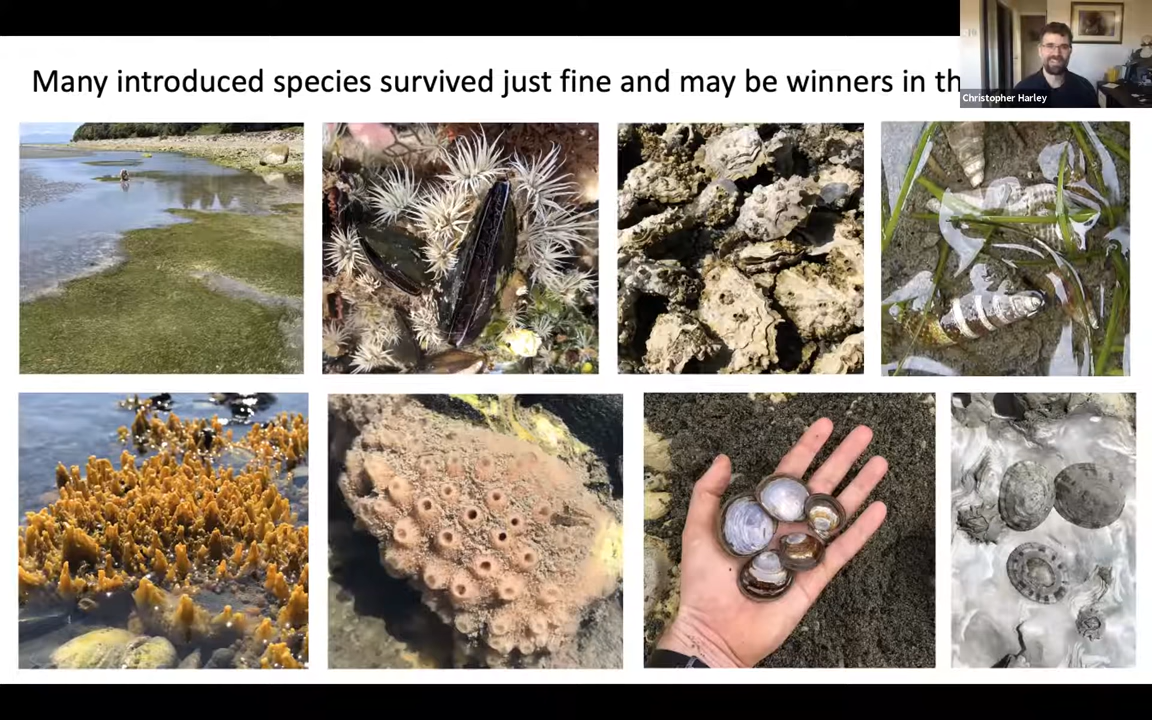 Many introduced species survived just fine and may be winners in th
Christopher Harley